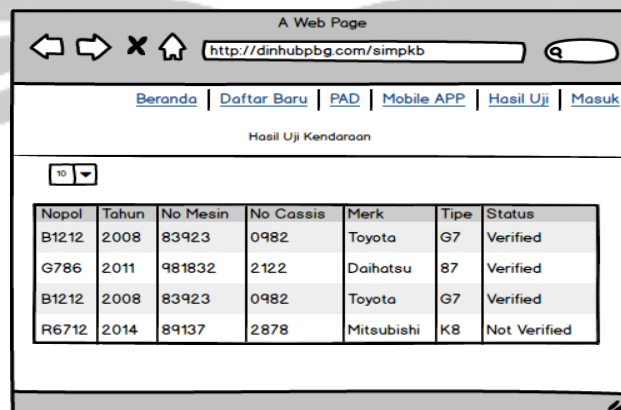 A Web Page
http://dinhubpbg.com/simpkb
Beranda | Daftar Baru | PAD | Mobile APP | Hasil Uji | Masuk
Hasil Uji Kendaraan
10
Nopol Tahun No Mesin No Cassis Merk Tipe Status
B1212 2008 83923 0982 Toyota G7 Verified
G786 2011 981832 2122 Daihatsu 87 Verified
B1212 2008 83923 0982 Toyota G7 Verified
R6712 2014 89137 2878 Mitsubishi K8 Not Verified